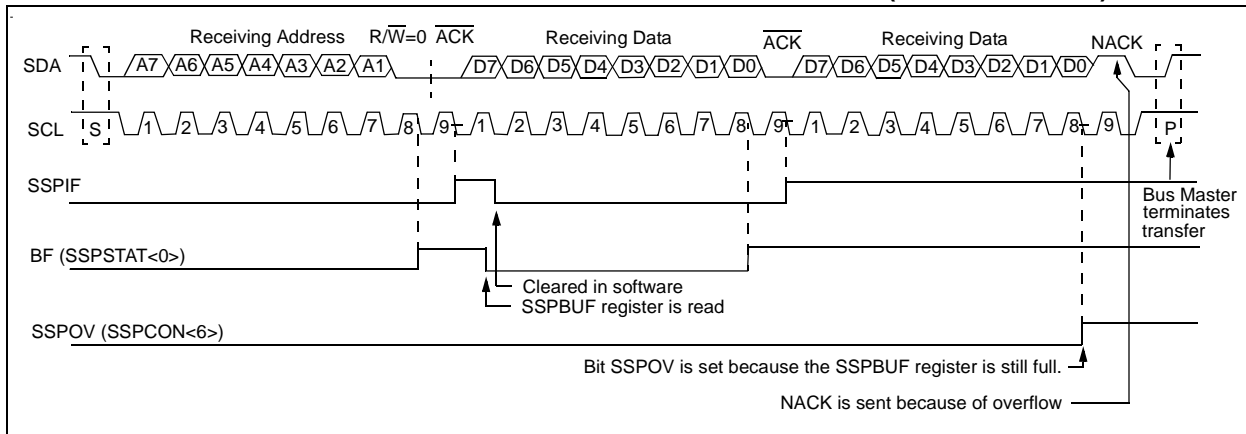 Receiving Address R/W=0 ACK Receiving Data ACK Receiving Data NACK
SDA A7 A6 A5 A4 A3 A2 A1 D7 D6 D5 D4 D3 D2 D1 D0 D7 D6 D5 D4 D3 D2 D1 D0
SCL S 1 2 3 4 5 6 7 8 9 1 2 3 4 5 6 7 8 9 1 2 3 4 5 6 7 8 9 P
SSPIF
Bus Master
terminates
transfer
BF (SSPSTAT<0>)
Cleared in software
SSPBUF register is read
SSPOV (SSPCON<6>)
Bit SSPOV is set because the SSPBUF register is still full.
NACK is sent because of overflow